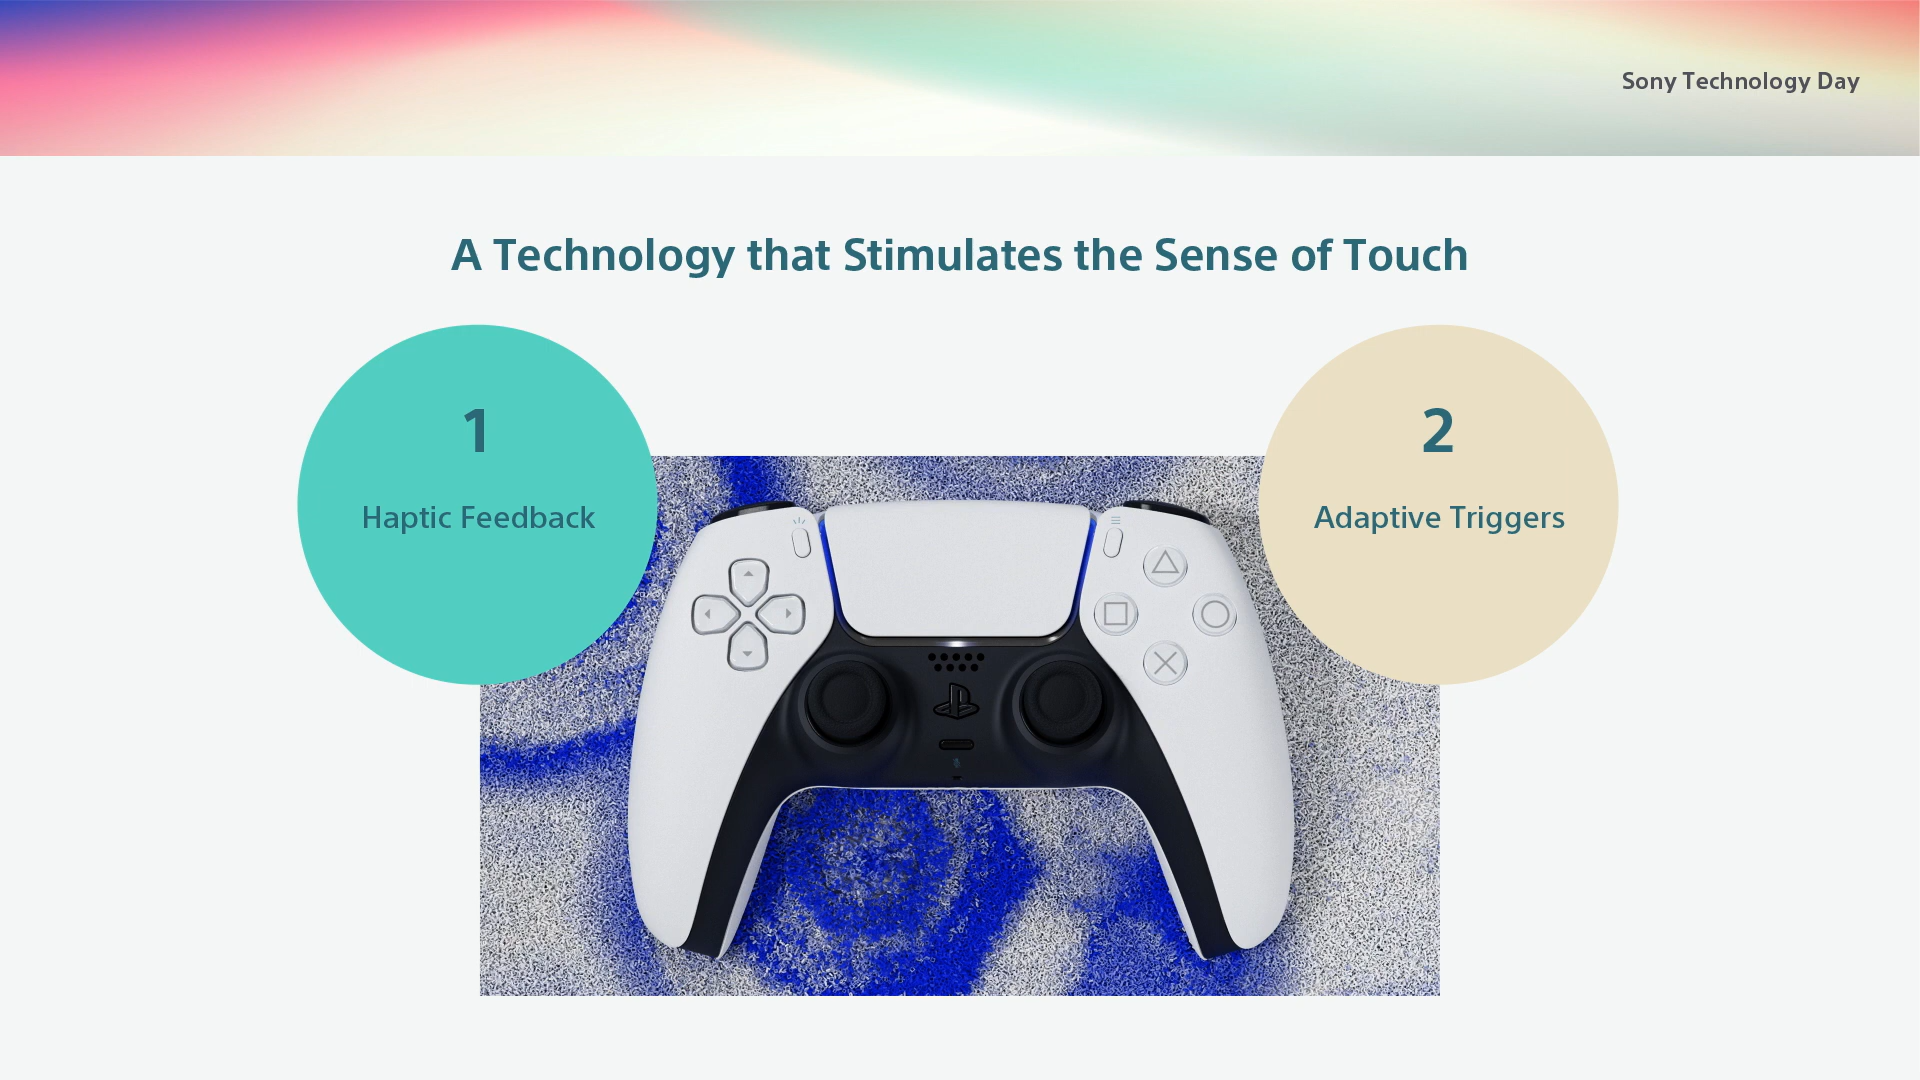 Sony Technology Day
A Technology that Stimulates the Sense of Touch
1
Haptic Feedback
2
Adaptive Triggers